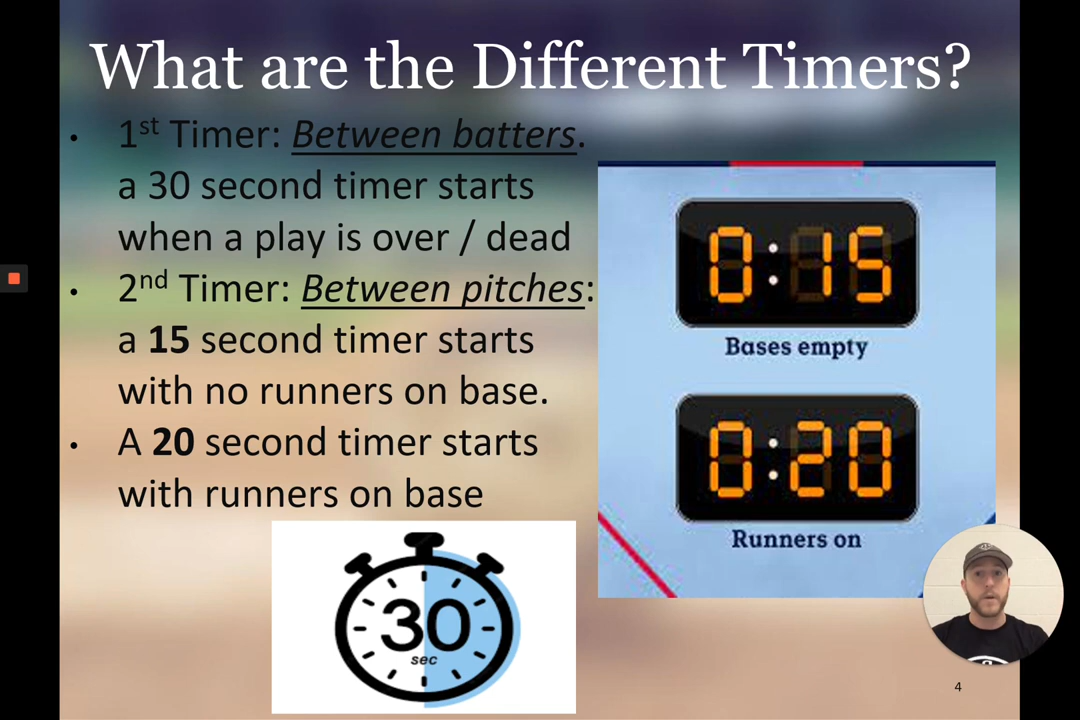 What are the Different Timers?
• 1st Timer: Between batters.
a 30 second timer starts
when a play is over / dead
• 2nd Timer: Between pitches:
a 15 second timer starts
with no runners on base.
• A 20 second timer starts
with runners on base
0:15
Bases empty
0:20
Runners on
30
sec
4